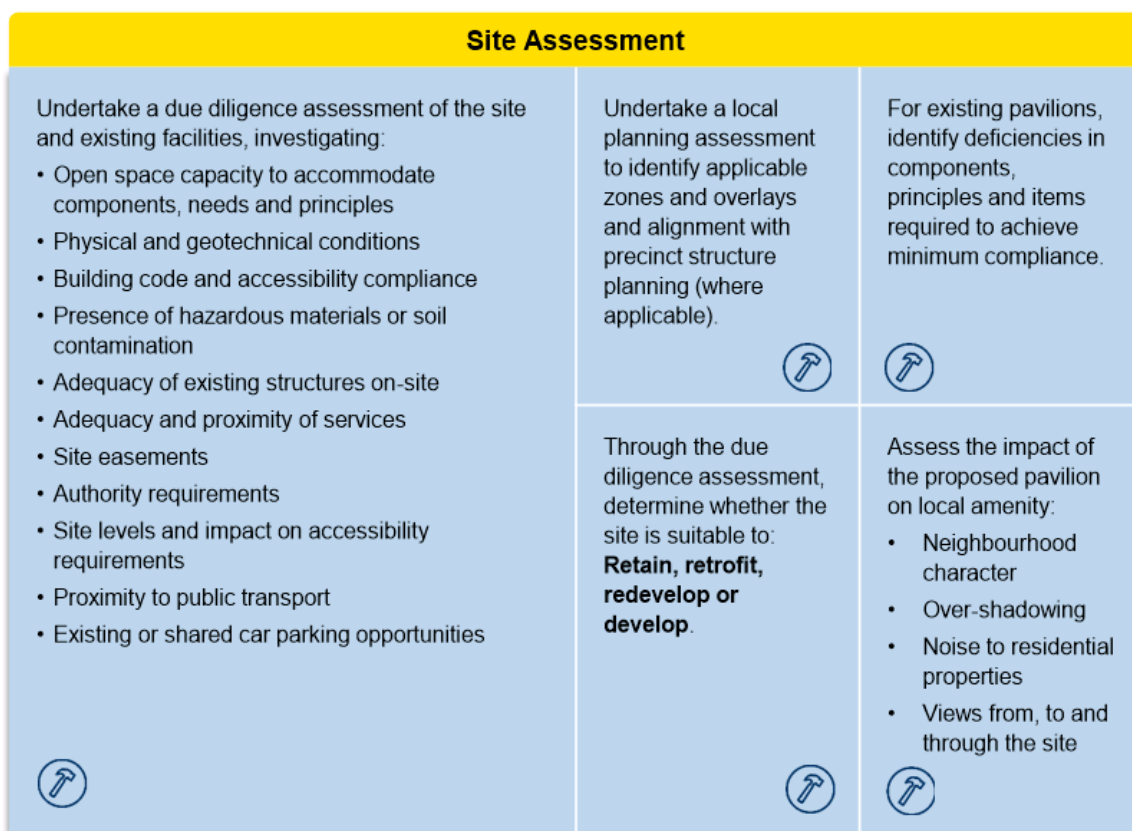 Site Assessment
Undertake a due diligence assessment of the site
and existing facilities, investigating:
• Open space capacity to accommodate
components, needs and principles
• Physical and geotechnical conditions
• Building code and accessibility compliance
• Presence of hazardous materials or soil
contamination
• Adequacy of existing structures on-site
• Adequacy and proximity of services
• Site easements
• Authority requirements
• Site levels and impact on accessibility
requirements
• Proximity to public transport
• Existing or shared car parking opportunities
Undertake a local
planning assessment
to identify applicable
zones and overlays
and alignment with
precinct structure
planning (where
applicable).
For existing pavilions,
identify deficiencies in
components,
principles and items
required to achieve
minimum compliance.
Through the due
diligence assessment,
determine whether the
site is suitable to:
Retain, retrofit,
redevelop or
develop.
Assess the impact of
the proposed pavilion
on local amenity:
• Neighbourhood
character
• Over-shadowing
• Noise to residential
properties
• Views from, to and
through the site